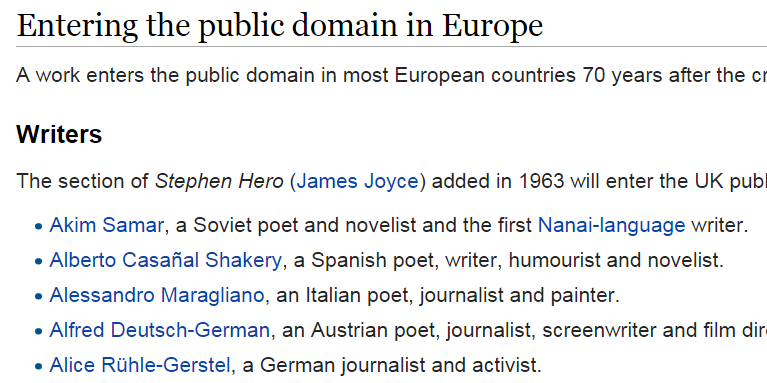 Entering the public domain in Europe
A work enters the public domain in most European countries 70 years after the
Writers
The section of Stephen Hero (James Joyce) added in 1963 will enter the UK
Akim Samar, a Soviet poet and novelist and the first Nanai-language writer.
Alberto Casañal Shakery, a Spanish poet, writer, humourist and novelist.
Alessandro Maragliano, an Italian poet, journalist and painter.
Alfred Deutsch-German, an Austrian poet, journalist, screenwriter and film
Alice Rühle-Gerstel, a German journalist and activist.